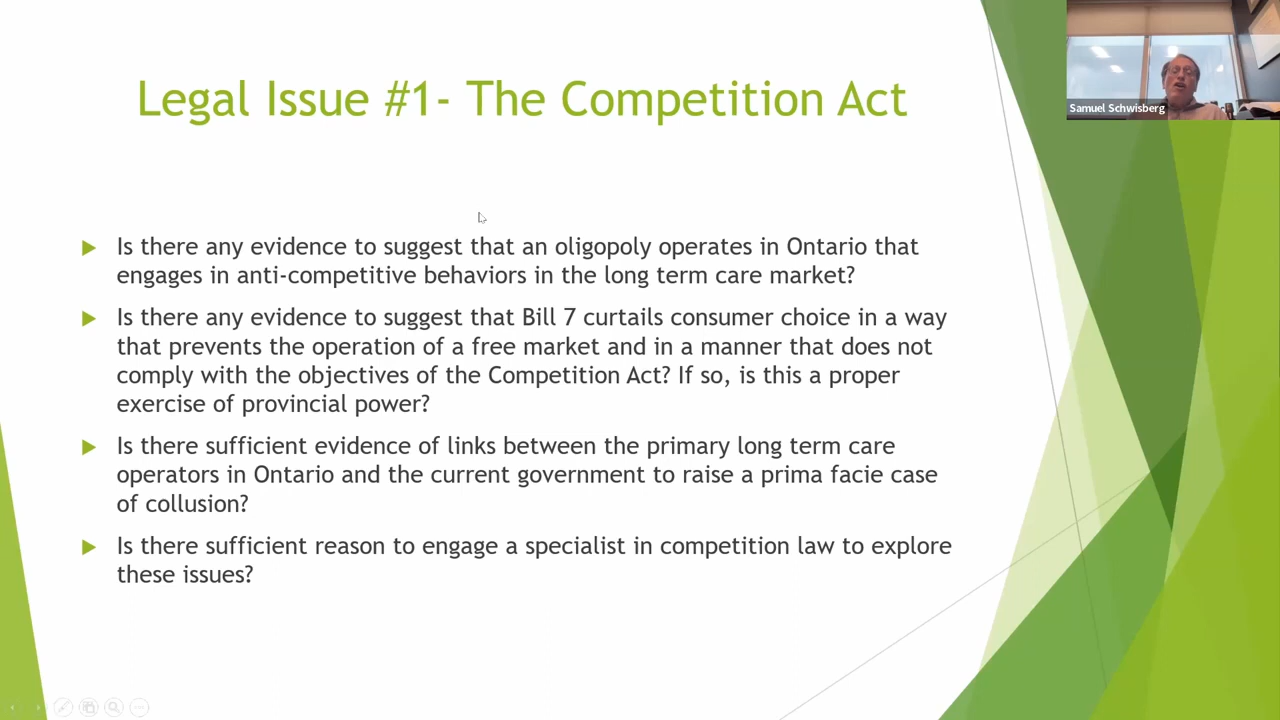 Legal Issue #1- The Competition Act
Samuel Schwisberg
Is there any evidence to suggest that an oligopoly operates in Ontario that
engages in anti-competitive behaviors in the long term care market?
Is there any evidence to suggest that Bill 7 curtails consumer choice in a way
that prevents the operation of a free market and in a manner that does not
comply with the objectives of the Competition Act? If so, is this a proper
exercise of provincial power?
Is there sufficient evidence of links between the primary long term care
operators in Ontario and the current government to raise a prima facie case
of collusion?
Is there sufficient reason to engage a specialist in competition law to explore
these issues?